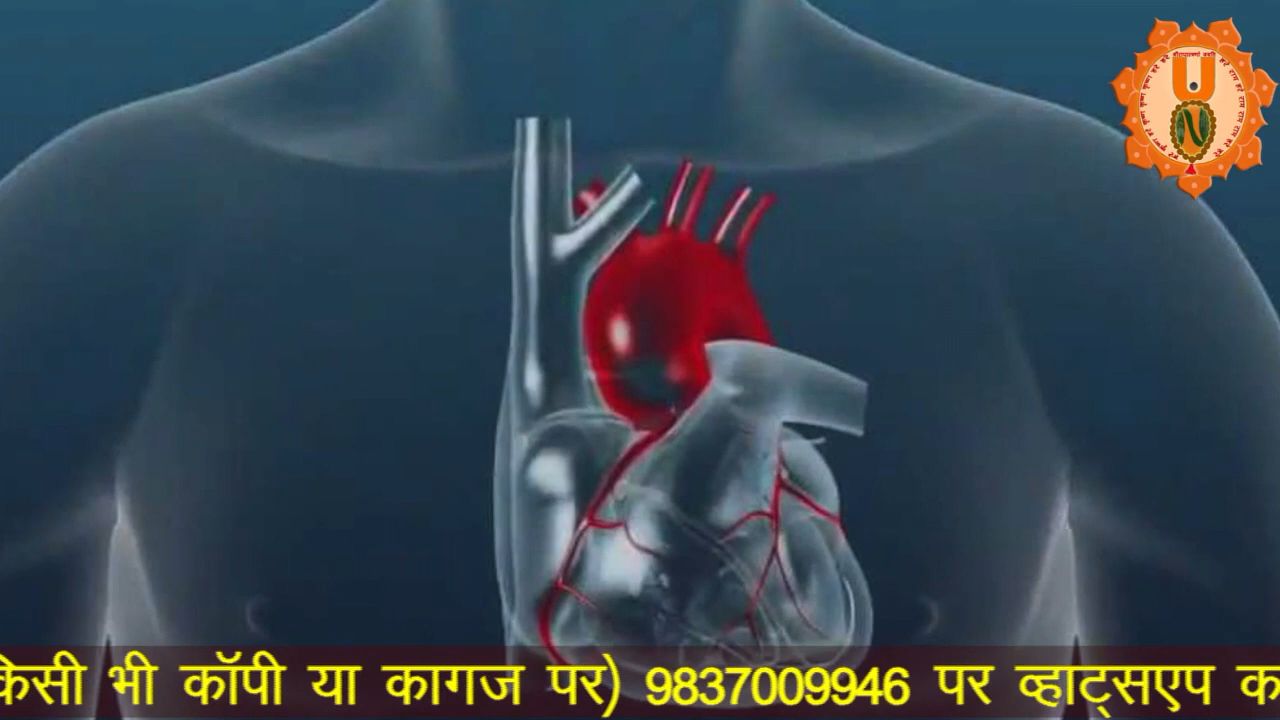 किसी भी कॉपी या कागज पर) 9837009946 पर व्हाट्सएप क